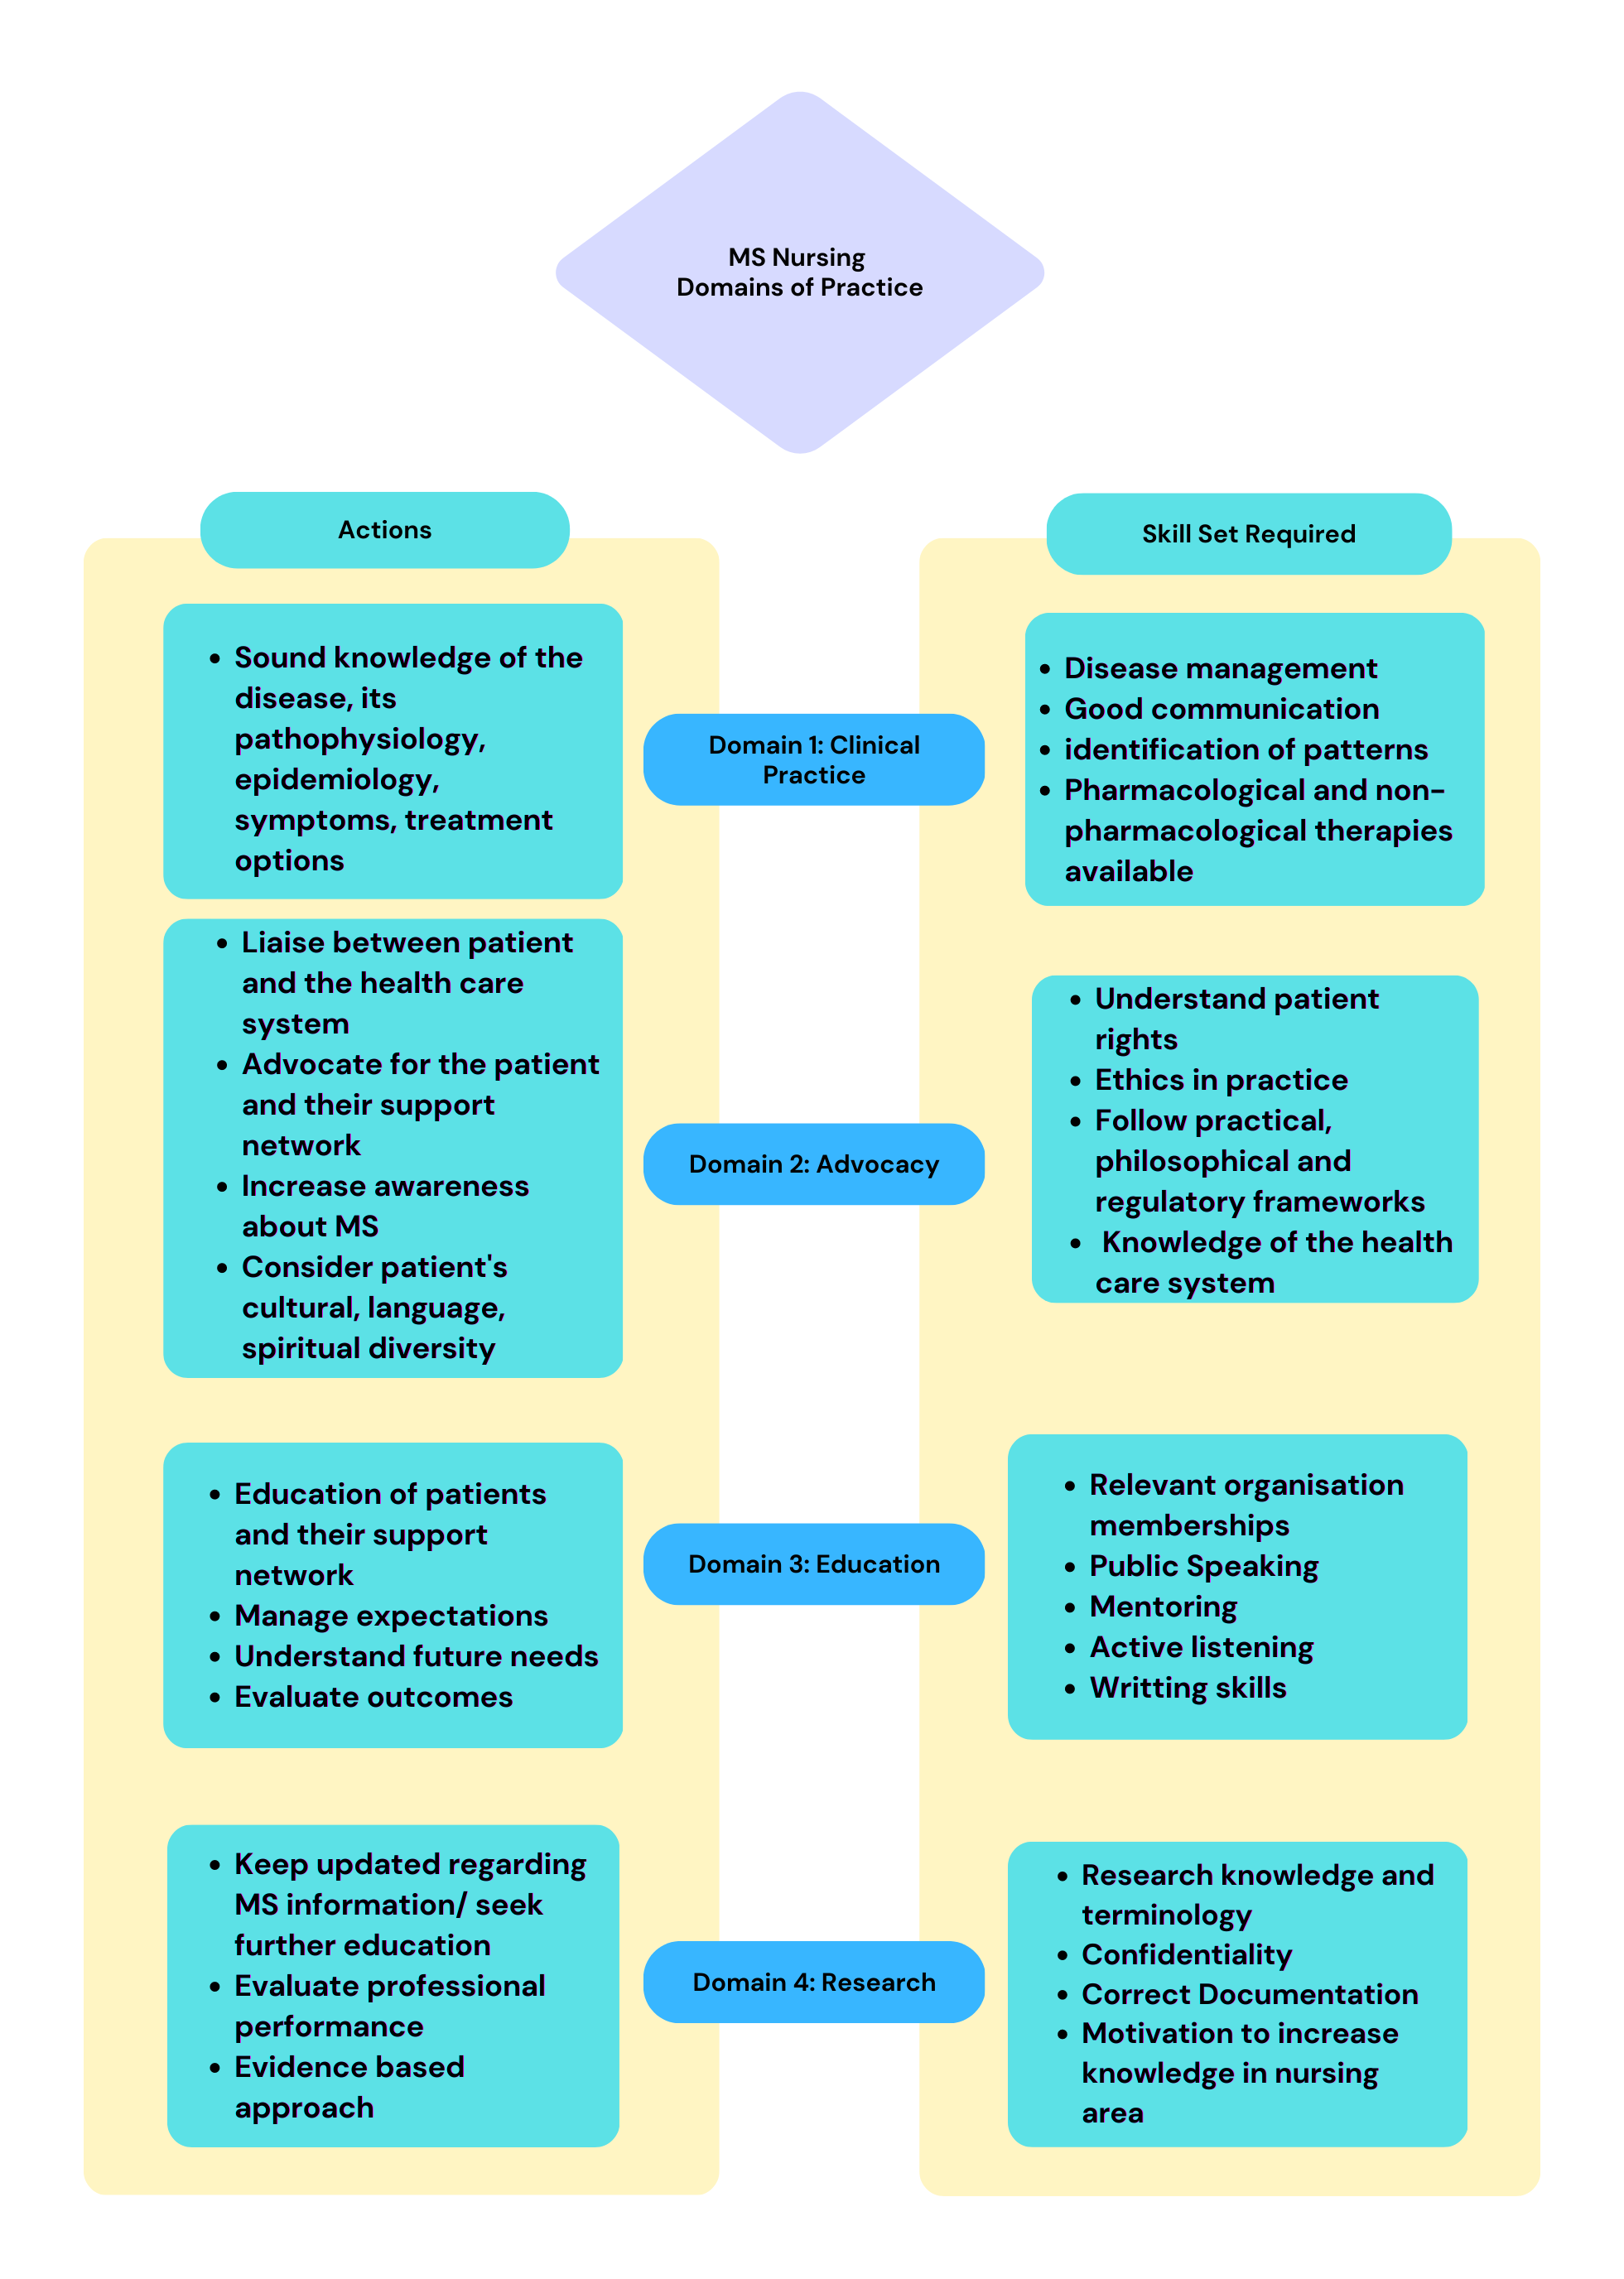 MS Nursing
Domains of Practice
Actions
Skill Set Required
• Sound knowledge of the
disease, its
pathophysiology,
epidemiology,
symptoms, treatment
options
Domain 1: Clinical
Practice
• Disease management
• Good communication
• identification of patterns
• Pharmacological and non-
pharmacological therapies
available
• Liaise between patient
and the health care
system
• Advocate for the patient
and their support
network
• Increase awareness
about MS
• Consider patient's
cultural, language,
spiritual diversity
Domain 2: Advocacy
• Understand patient
rights
• Ethics in practice
• Follow practical,
philosophical and
regulatory frameworks
• Knowledge of the health
care system
• Education of patients
and their support
network
• Manage expectations
• Understand future needs
• Evaluate outcomes
Domain 3: Education
• Relevant organisation
memberships
• Public Speaking
• Mentoring
• Active listening
• Writting skills
• Keep updated regarding
MS information/ seek
further education
• Evaluate professional
performance
• Evidence based
approach
Domain 4: Research
• Research knowledge and
terminology
• Confidentiality
• Correct Documentation
• Motivation to increase
knowledge in nursing
area